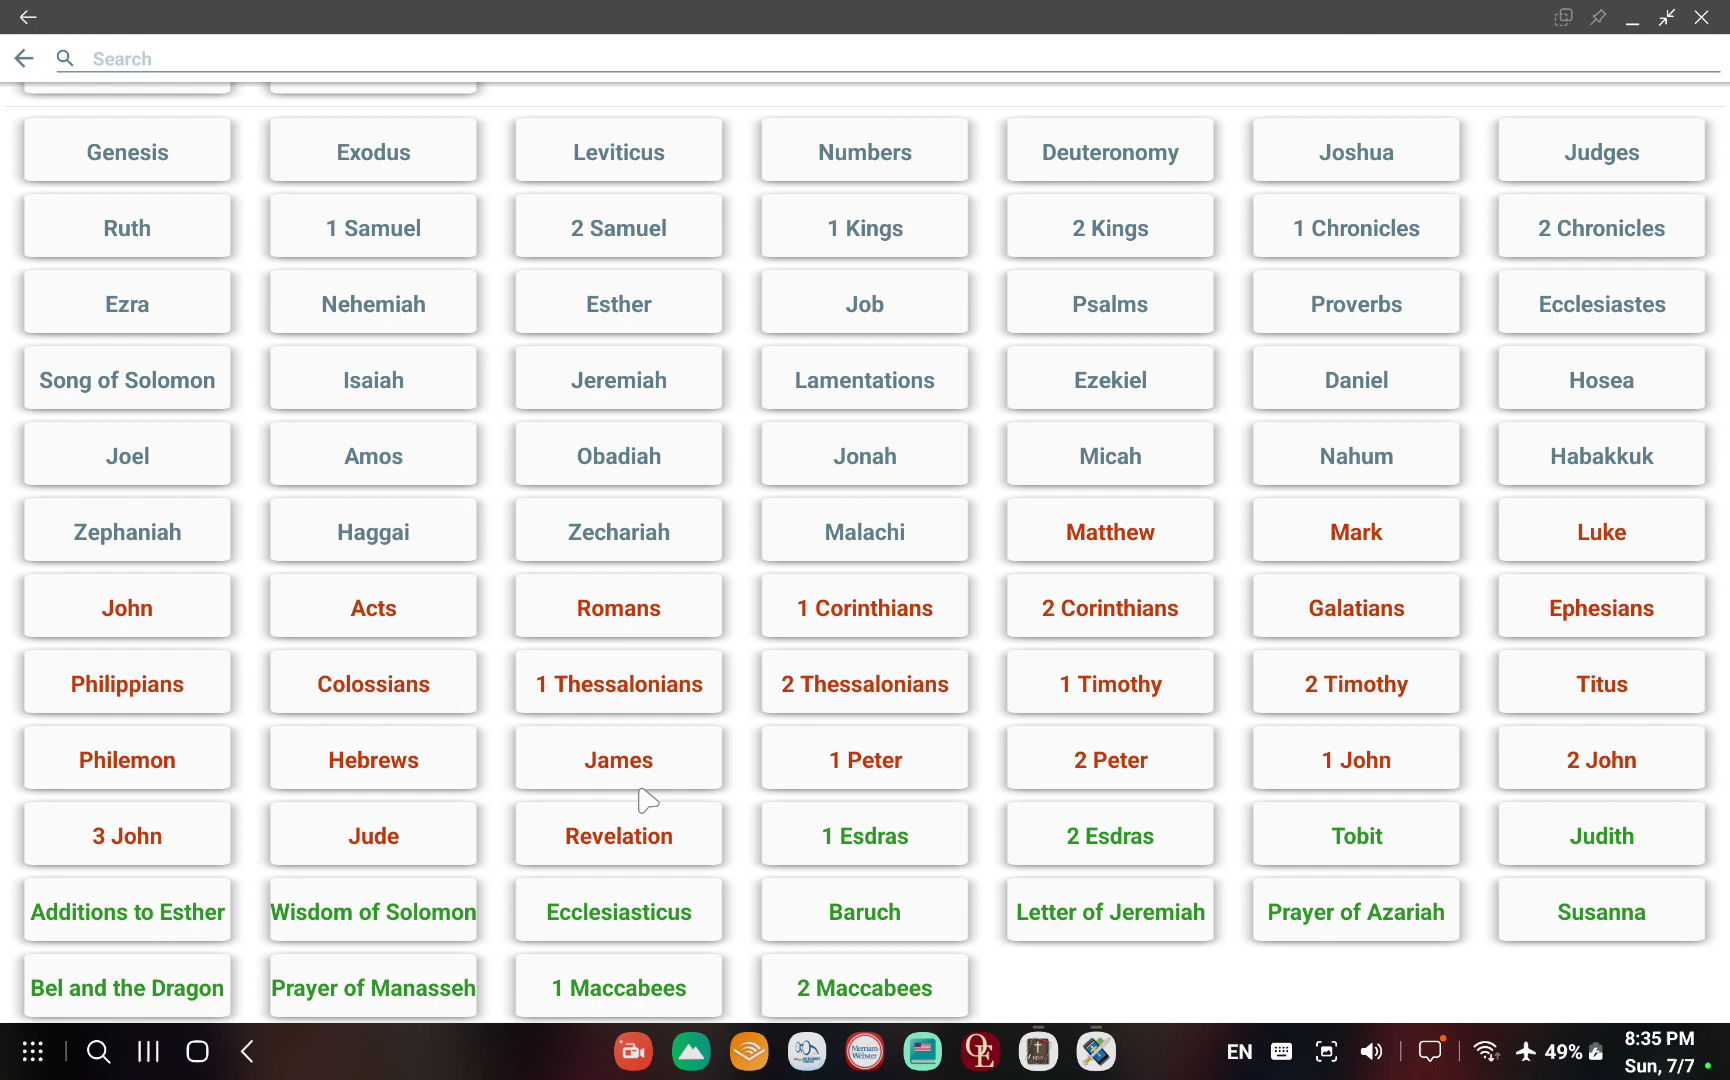 Search
Genesis Exodus Leviticus Numbers Deuteronomy Joshua Judges
Ruth 1 Samuel 2 Samuel 1 Kings 2 Kings 1 Chronicles 2 Chronicles
Ezra Nehemiah Esther Job Psalms Proverbs Ecclesiastes
Song of Solomon Isaiah Jeremiah Lamentations Ezekiel Daniel Hosea
Joel Amos Obadiah Jonah Micah Nahum Habakkuk
Zephaniah Haggai Zechariah Malachi Matthew Mark Luke
John Acts Romans 1 Corinthians 2 Corinthians Galatians Ephesians
Philippians Colossians 1 Thessalonians 2 Thessalonians 1 Timothy 2 Timothy Titus
Philemon Hebrews James 1 Peter 2 Peter 1 John 2 John
3 John Jude Revelation 1 Esdras 2 Esdras Tobit Judith
Additions to Esther Wisdom of Solomon Ecclesiasticus Baruch Letter of Jeremiah Prayer of Azariah Susanna
Bel and the Dragon Prayer of Manasseh 1 Maccabees 2 Maccabees
Merriam-
Webster
OE
EN
49%
8:35 PM
Sun, 7/7